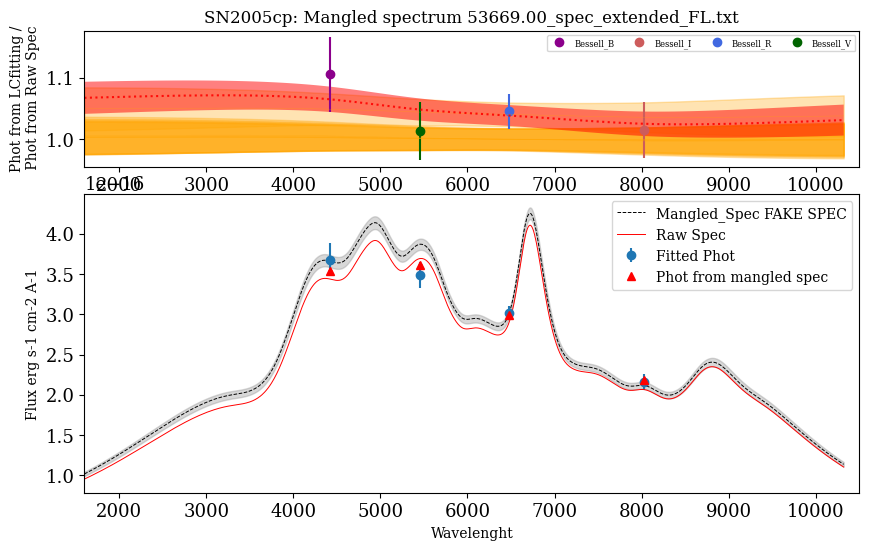 SN2005cp: Mangled spectrum 53669.00_spec_extended_FL.txt
Phot from LCfitting /
Phot from Raw Spec
Bessell_B Bessell_I Bessell_R Bessell_V
1.1
1.0
2000 3000 4000 5000 6000 7000 8000 9000 10000
1e−16
Mangled_Spec FAKE SPEC
Raw Spec
Fitted Phot
Phot from mangled spec
Flux erg s-1 cm-2 A-1
4.0
3.5
3.0
2.5
2.0
1.5
1.0
2000 3000 4000 5000 6000 7000 8000 9000 10000
Wavelenght